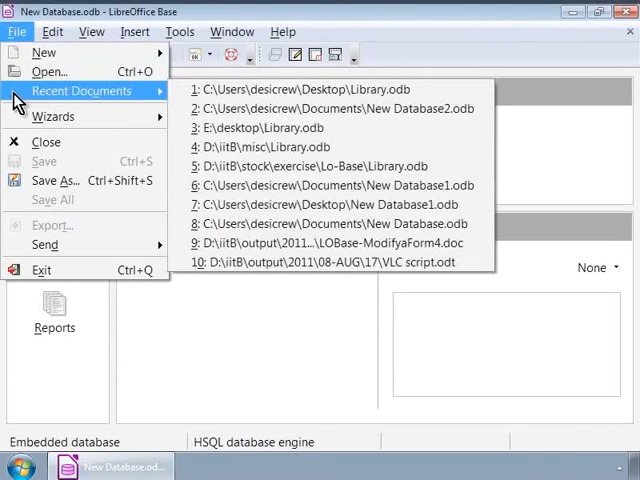 New Database.odb - LibreOffice Base
File Edit View Insert Tools Window Help
New
Open... Ctrl+O
Recent Documents
Wizards
Close
Save Ctrl+S
Save As... Ctrl+Shift+S
Save All
Export...
Send
Exit Ctrl+Q
1: C:\Users\desicrew\Desktop\Library.odb
2: C:\Users\desicrew\Documents\New Database2.odb
3: E:\desktop\Library.odb
4: D:\iitB\misc\Library.odb
5: D:\iitB\stock\exercise\Lo-Base\Library.odb
6: C:\Users\desicrew\Documents\New Database1.odb
7: C:\Users\desicrew\Desktop\New Database1.odb
8: C:\Users\desicrew\Documents\New Database.odb
9: D:\iitB\output\2011...\LOBase-ModifyaForm4.doc
10: D:\iitB\output\2011\08-AUG\17\VLC script.odt
None
Reports
Embedded database
HSQL database engine
New Database.od...